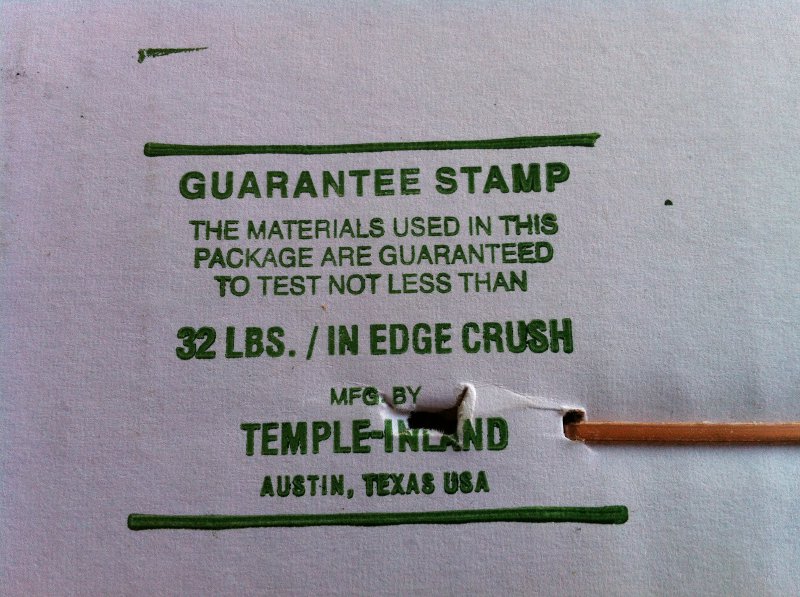 GUARANTEE STAMP
THE MATERIALS USED IN THIS
PACKAGE ARE GUARANTEED
TO TEST NOT LESS THAN
32 LBS. / IN EDGE CRUSH
MFG. BY
TEMPLE-INLAND
AUSTIN, TEXAS USA